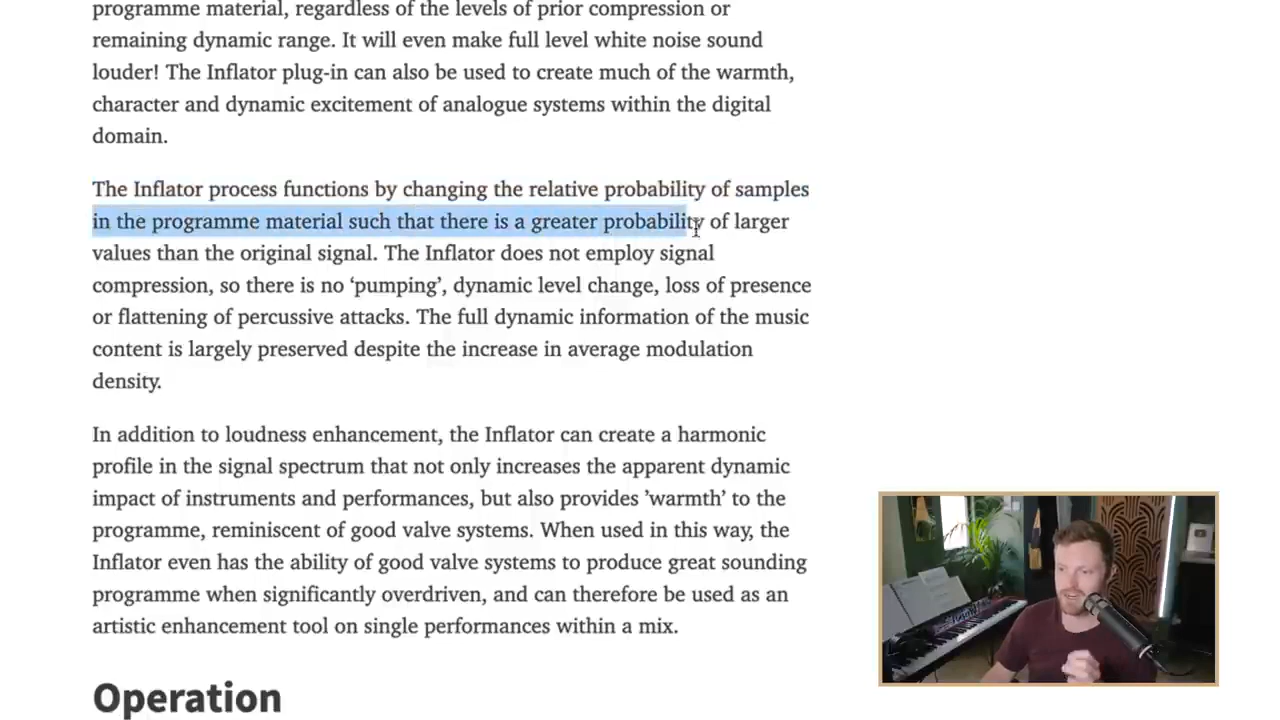 programme material, regardless of the levels of prior compression or
remaining dynamic range. It will even make full level white noise sound
louder! The Inflator plug-in can also be used to create much of the warmth,
character and dynamic excitement of analogue systems within the digital
domain.
The Inflator process functions by changing the relative probability of samples
in the programme material such that there is a greater probability of larger
values than the original signal. The Inflator does not employ signal
compression, so there is no ‘pumping’, dynamic level change, loss of presence
or flattening of percussive attacks. The full dynamic information of the music
content is largely preserved despite the increase in average modulation
density.
In addition to loudness enhancement, the Inflator can create a harmonic
profile in the signal spectrum that not only increases the apparent dynamic
impact of instruments and performances, but also provides ’warmth’ to the
programme, reminiscent of good valve systems. When used in this way, the
Inflator even has the ability of good valve systems to produce great sounding
programme when significantly overdriven, and can therefore be used as an
artistic enhancement tool on single performances within a mix.
Operation